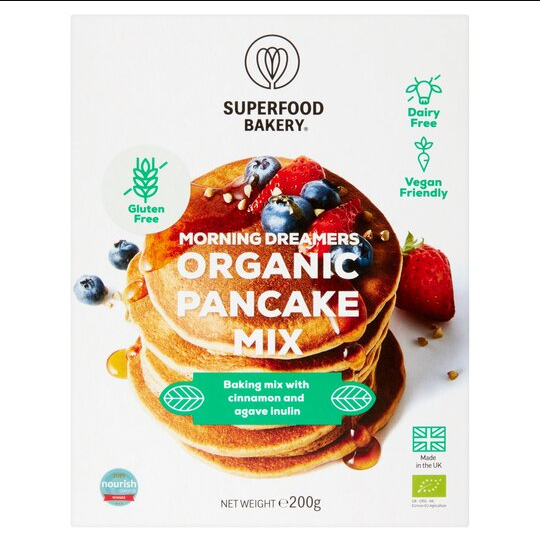 SUPERFOOD
BAKERY®
Dairy
Free
Vegan
Friendly
Gluten
Free
MORNING DREAMERS
ORGANIC
PANCAKE
MIX
Baking mix with
cinnamon and
agave inulin
Made
in the UK
nourish
NET WEIGHT ℮200g